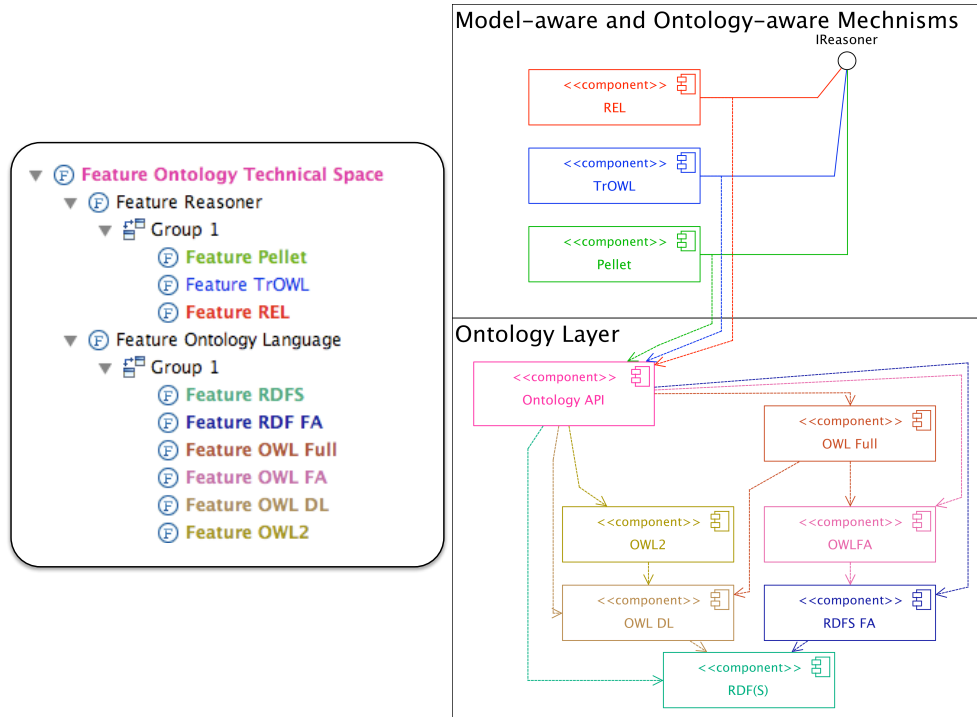 Feature Ontology Technical Space
Feature Reasoner
Group 1
Feature Pellet
Feature TrOWL
Feature REL
Feature Ontology Language
Group 1
Feature RDFS
Feature RDF FA
Feature OWL Full
Feature OWL FA
Feature OWL DL
Feature OWL2
Model-aware and Ontology-aware Mechnisms
IReasoner
<<component>>
REL
<<component>>
TrOWL
<<component>>
Pellet
Ontology Layer
<<component>>
Ontology API
<<component>>
OWL Full
<<component>>
OWL2
<<component>>
OWLFA
<<component>>
OWL DL
<<component>>
RDFS FA
<<component>>
RDF(S)